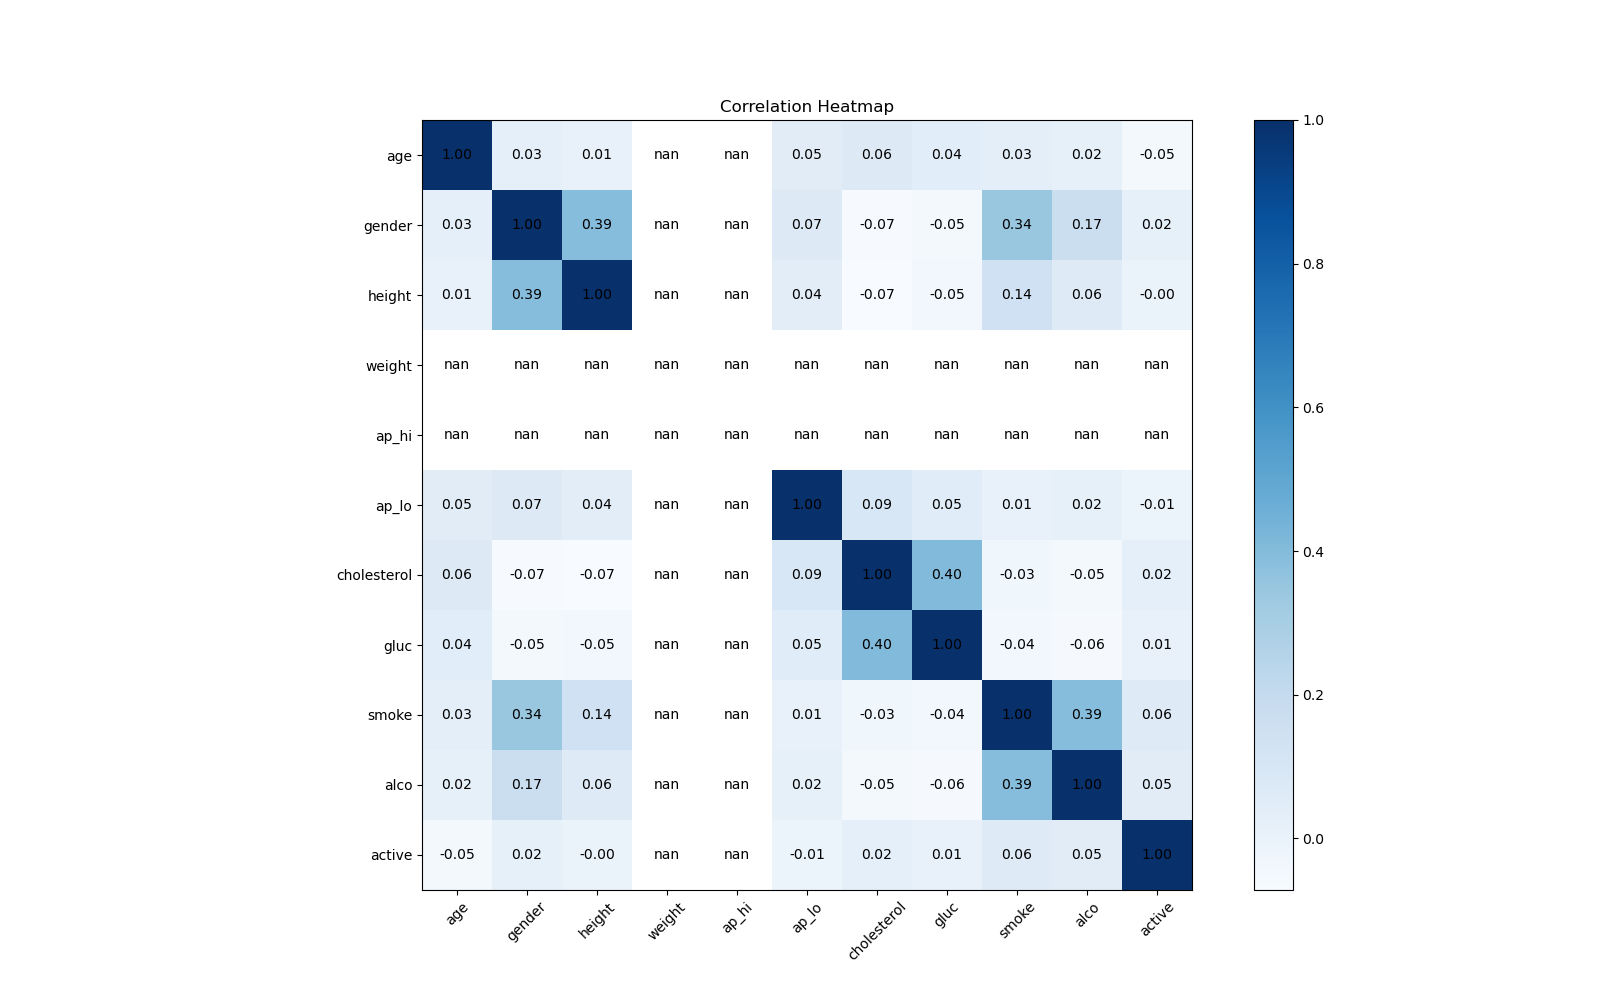 Correlation Heatmap
age 1.00 0.03 0.01 nan nan 0.05 0.06 0.04 0.03 0.02 -0.05
gender 0.03 1.00 0.39 nan nan 0.07 -0.07 -0.05 0.34 0.17 0.02
height 0.01 0.39 1.00 nan nan 0.04 -0.07 -0.05 0.14 0.06 -0.00
weight nan nan nan nan nan nan nan nan nan nan nan
ap_hi nan nan nan nan nan nan nan nan nan nan nan
ap_lo 0.05 0.07 0.04 nan nan 1.00 0.09 0.05 0.01 0.02 -0.01
cholesterol 0.06 -0.07 -0.07 nan nan 0.09 1.00 0.40 -0.03 -0.05 0.02
gluc 0.04 -0.05 -0.05 nan nan 0.05 0.40 1.00 -0.04 -0.06 0.01
smoke 0.03 0.34 0.14 nan nan 0.01 -0.03 -0.04 1.00 0.39 0.06
alco 0.02 0.17 0.06 nan nan 0.02 -0.05 -0.06 0.39 1.00 0.05
active -0.05 0.02 -0.00 nan nan -0.01 0.02 0.01 0.06 0.05 1.00
age gender height weight ap_hi ap_lo cholesterol gluc smoke alco active
1.0
0.8
0.6
0.4
0.2
0.0